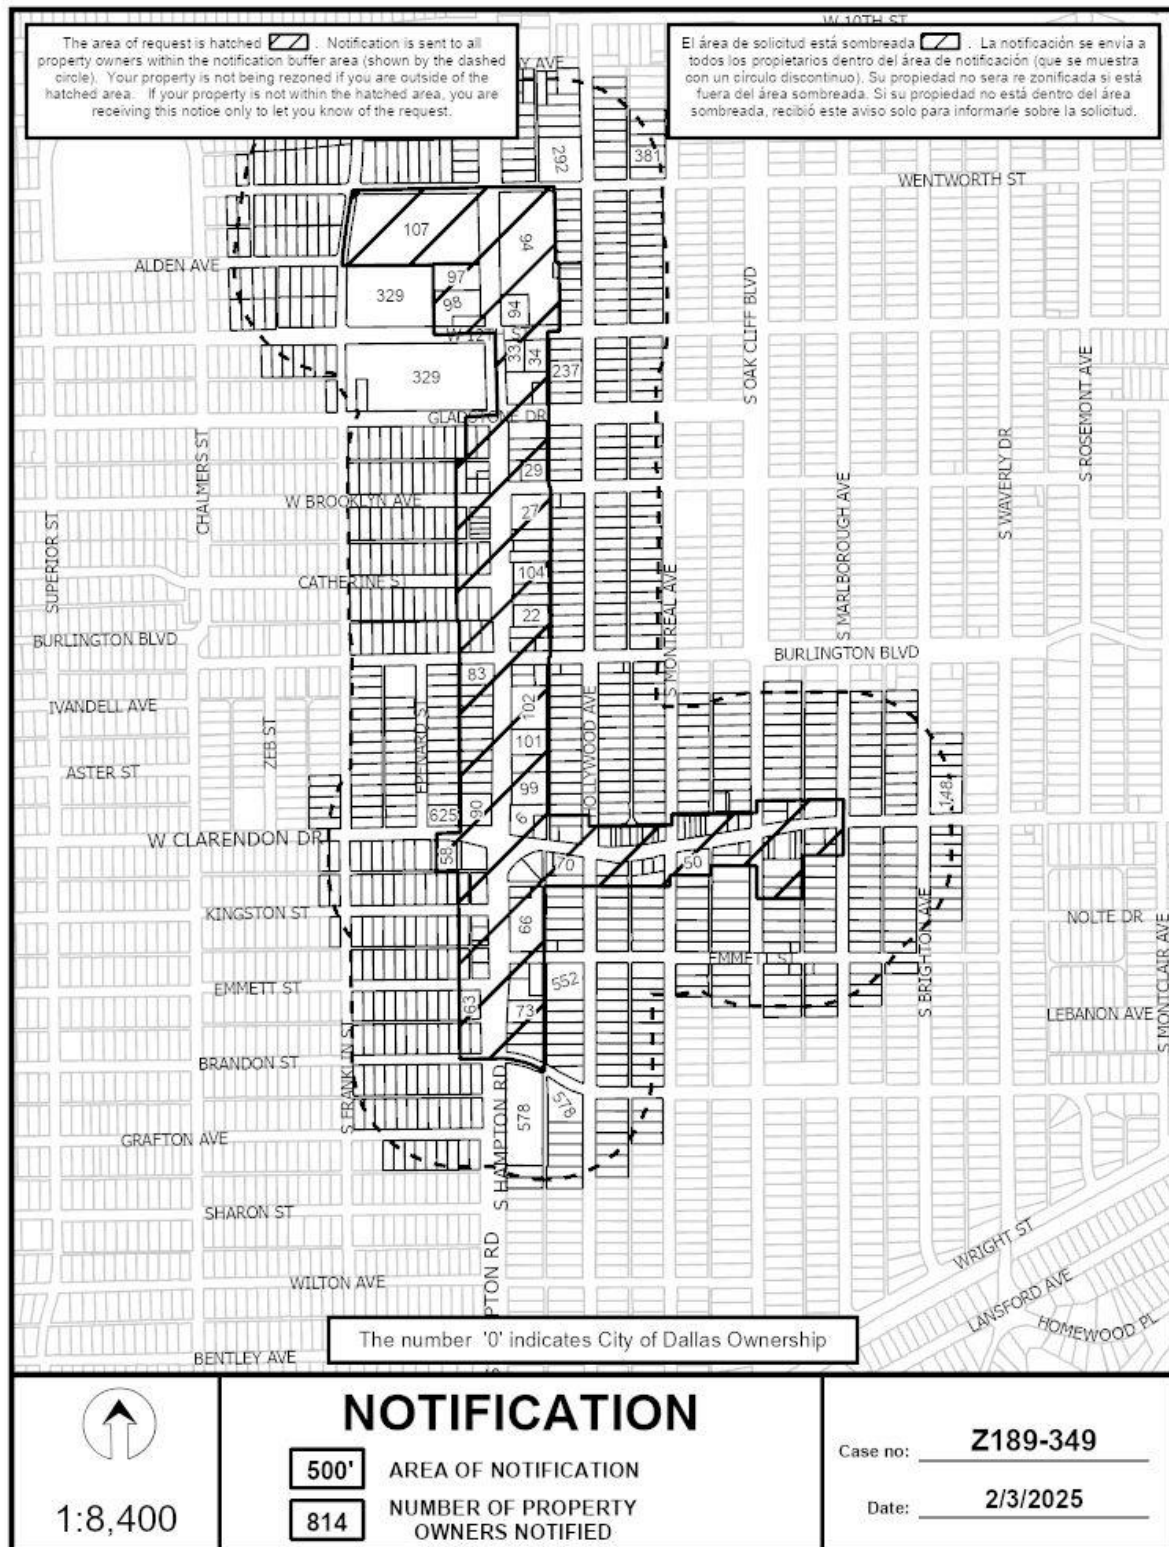 W 10TH ST
The area of request is hatched . Notification is sent to all
property owners within the notification buffer area (shown by the dashed
circle). Your property is not being rezoned if you are outside of the
hatched area. If your property is not within the hatched area, you are
receiving this notice only to let you know of the request.
El área de solicitud está sombreada . La notificación se envía a
todos los propietarios dentro del área de notificación (que se muestra
con un círculo discontinuo). Su propiedad no sera re zonificada si está
fuera del área sombreada. Si su propiedad no está dentro del área
sombreada, recibió este aviso solo para informarle sobre la solicitud.
Y AVE
292
381
WENTWORTH ST
107
94
ALDEN AVE
97
329
98
94
S OAK CLIFF BLVD
W 12TH S
33
34
237
329
S ROSEMONT AVE
GLADSTONE DR
CHALMERS ST
29
S WAVERLY DR
W BROOKLYN AVE
27
SUPERIOR ST
S MARLBOROUGH AVE
CATHERINE ST
104
22
S MONTREAL AVE
BURLINGTON BLVD
BURLINGTON BLVD
83
IVANDELL AVE
102
HOLLYWOOD AVE
ZEB ST
101
ASTER ST
99
148
625
90
6
W CLARENDON DR
58
70
50
KINGSTON ST
66
S BRIGHTON AVE
NOLTE DR
S MONTCLAIR AVE
EMMETT ST
EMMETT ST
552
63
73
LEBANON AVE
BRANDON ST
S FRANKLIN ST
S HAMPTON RD
578
578
GRAFTON AVE
SHARON ST
WRIGHT ST
PTON RD
WILTON AVE
LANSFORD AVE
HOMEWOOD PL
The number '0' indicates City of Dallas Ownership
BENTLEY AVE
S
1:8,400
NOTIFICATION
500' AREA OF NOTIFICATION
814 NUMBER OF PROPERTY
OWNERS NOTIFIED
Case no: Z189-349
Date: 2/3/2025